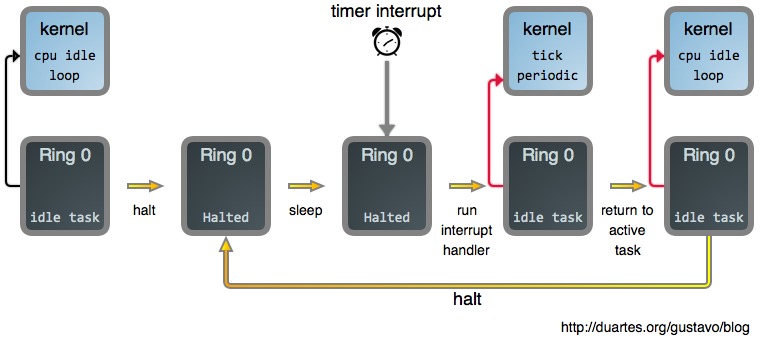 timer interrupt
kernel
cpu idle
loop
kernel
tick
periodic
kernel
cpu idle
loop
Ring 0
idle task
halt
Ring 0
Halted
sleep
Ring 0
Halted
run
interrupt
handler
Ring 0
idle task
return to
active
task
Ring 0
idle task
halt
http://duartes.org/gustavo/blog